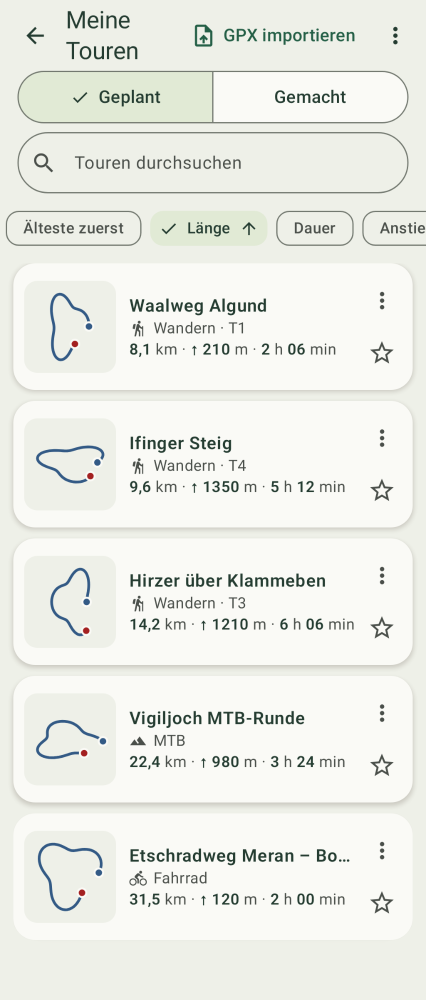 Meine
Touren
GPX importieren
Geplant
Gemacht
Touren durchsuchen
Älteste zuerst
Länge ↑
Dauer
Anstie
Waalweg Algund
Wandern · T1
8,1 km · ↑ 210 m · 2 h 06 min
Ifinger Steig
Wandern · T4
9,6 km · ↑ 1350 m · 5 h 12 min
Hirzer über Klammeben
Wandern · T3
14,2 km · ↑ 1210 m · 6 h 06 min
Vigiljoch MTB-Runde
MTB
22,4 km · ↑ 980 m · 3 h 24 min
Etschradweg Meran – Bo…
Fahrrad
31,5 km · ↑ 120 m · 2 h 00 min